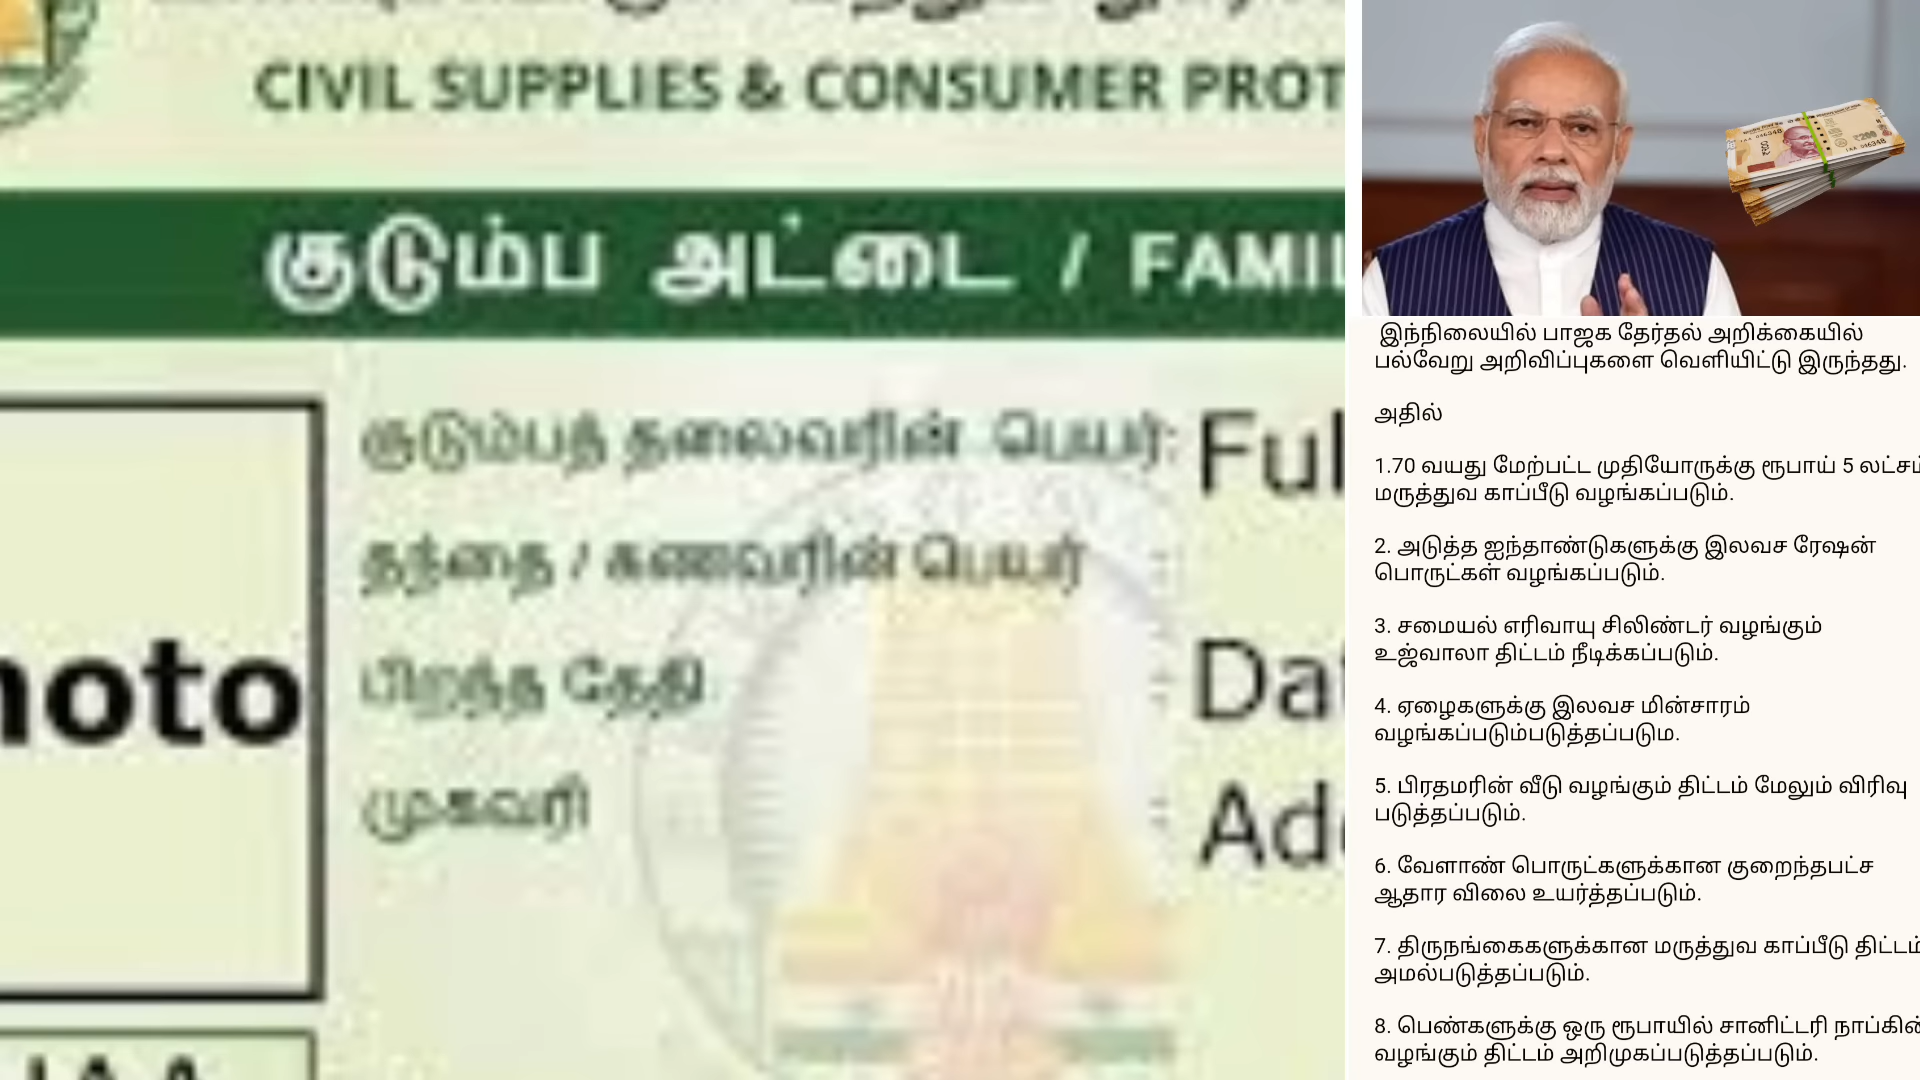 CIVIL SUPPLIES & CONSUMER PROT
குடும்ப அட்டை / FAMIL
குடும்பத் தலைவரின் பெயர்: Ful
தந்தை / கணவரின் பெயர் :
பிறந்த தேதி : Dat
முகவரி : Add
hoto
இந்நிலையில் பாஜக தேர்தல் அறிக்கையில்
பல்வேறு அறிவிப்புகளை வெளியிட்டு இருந்தது.
அதில்
1.70 வயது மேற்பட்ட முதியோருக்கு ரூபாய் 5 லட்சம்
மருத்துவ காப்பீடு வழங்கப்படும்.
2. அடுத்த ஐந்தாண்டுகளுக்கு இலவச ரேஷன்
பொருட்கள் வழங்கப்படும்.
3. சமையல் எரிவாயு சிலிண்டர் வழங்கும்
உஜ்வாலா திட்டம் நீடிக்கப்படும்.
4. ஏழைகளுக்கு இலவச மின்சாரம்
வழங்கப்படும்படுத்தப்படும.
5. பிரதமரின் வீடு வழங்கும் திட்டம் மேலும் விரிவு
படுத்தப்படும்.
6. வேளாண் பொருட்களுக்கான குறைந்தபட்ச
ஆதார விலை உயர்த்தப்படும்.
7. திருநங்கைகளுக்கான மருத்துவ காப்பீடு திட்டம்
அமல்படுத்தப்படும்.
8. பெண்களுக்கு ஒரு ரூபாயில் சானிட்டரி நாப்கின்
வழங்கும் திட்டம் அறிமுகப்படுத்தப்படும்.